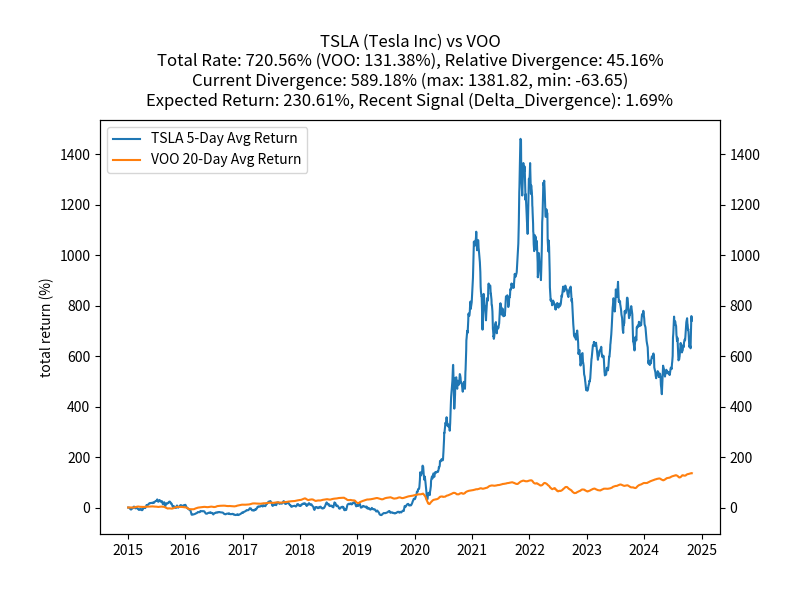 TSLA (Tesla Inc) vs VOO
Total Rate: 720.56% (VOO: 131.38%), Relative Divergence: 45.16%
Current Divergence: 589.18% (max: 1381.82, min: -63.65)
Expected Return: 230.61%, Recent Signal (Delta_Divergence): 1.69%
TSLA 5-Day Avg Return
VOO 20-Day Avg Return
total return (%)
1400
1200
1000
800
600
400
200
0
1400
1200
1000
800
600
400
200
0
2015 2016 2017 2018 2019 2020 2021 2022 2023 2024 2025